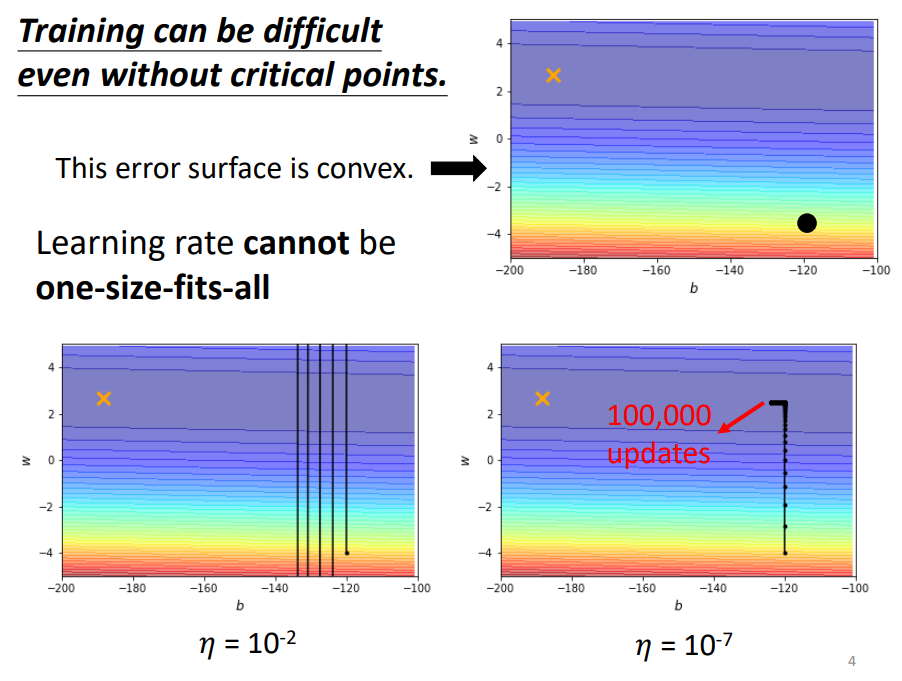 Training can be difficult
even without critical points.
This error surface is convex.
Learning rate cannot be
one-size-fits-all
4
2
0
−2
−4
w
−200
−180
−160
−140
−120
−100
b
4
2
0
−2
−4
w
−200
−180
−160
−140
−120
−100
b
η = 10-2
4
2
0
−2
−4
w
100,000
updates
−200
−180
−160
−140
−120
−100
b
η = 10-7
4